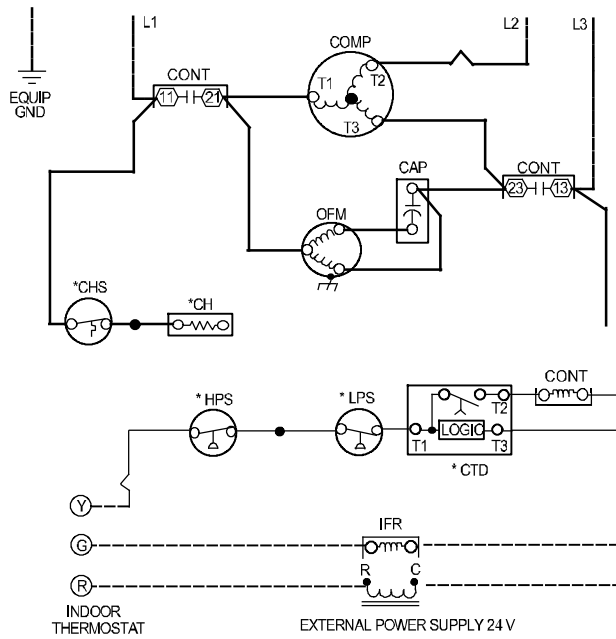 L1
L2
L3
EQUIP
GND
CONT
11
21
COMP
T1
T2
T3
CONT
23
13
CAP
OFM
*CHS
*CH
* HPS
* LPS
T2
T1
LOGIC
T3
* CTD
CONT
Y
G
R
INDOOR
THERMOSTAT
IFR
R
C
EXTERNAL POWER SUPPLY 24 V